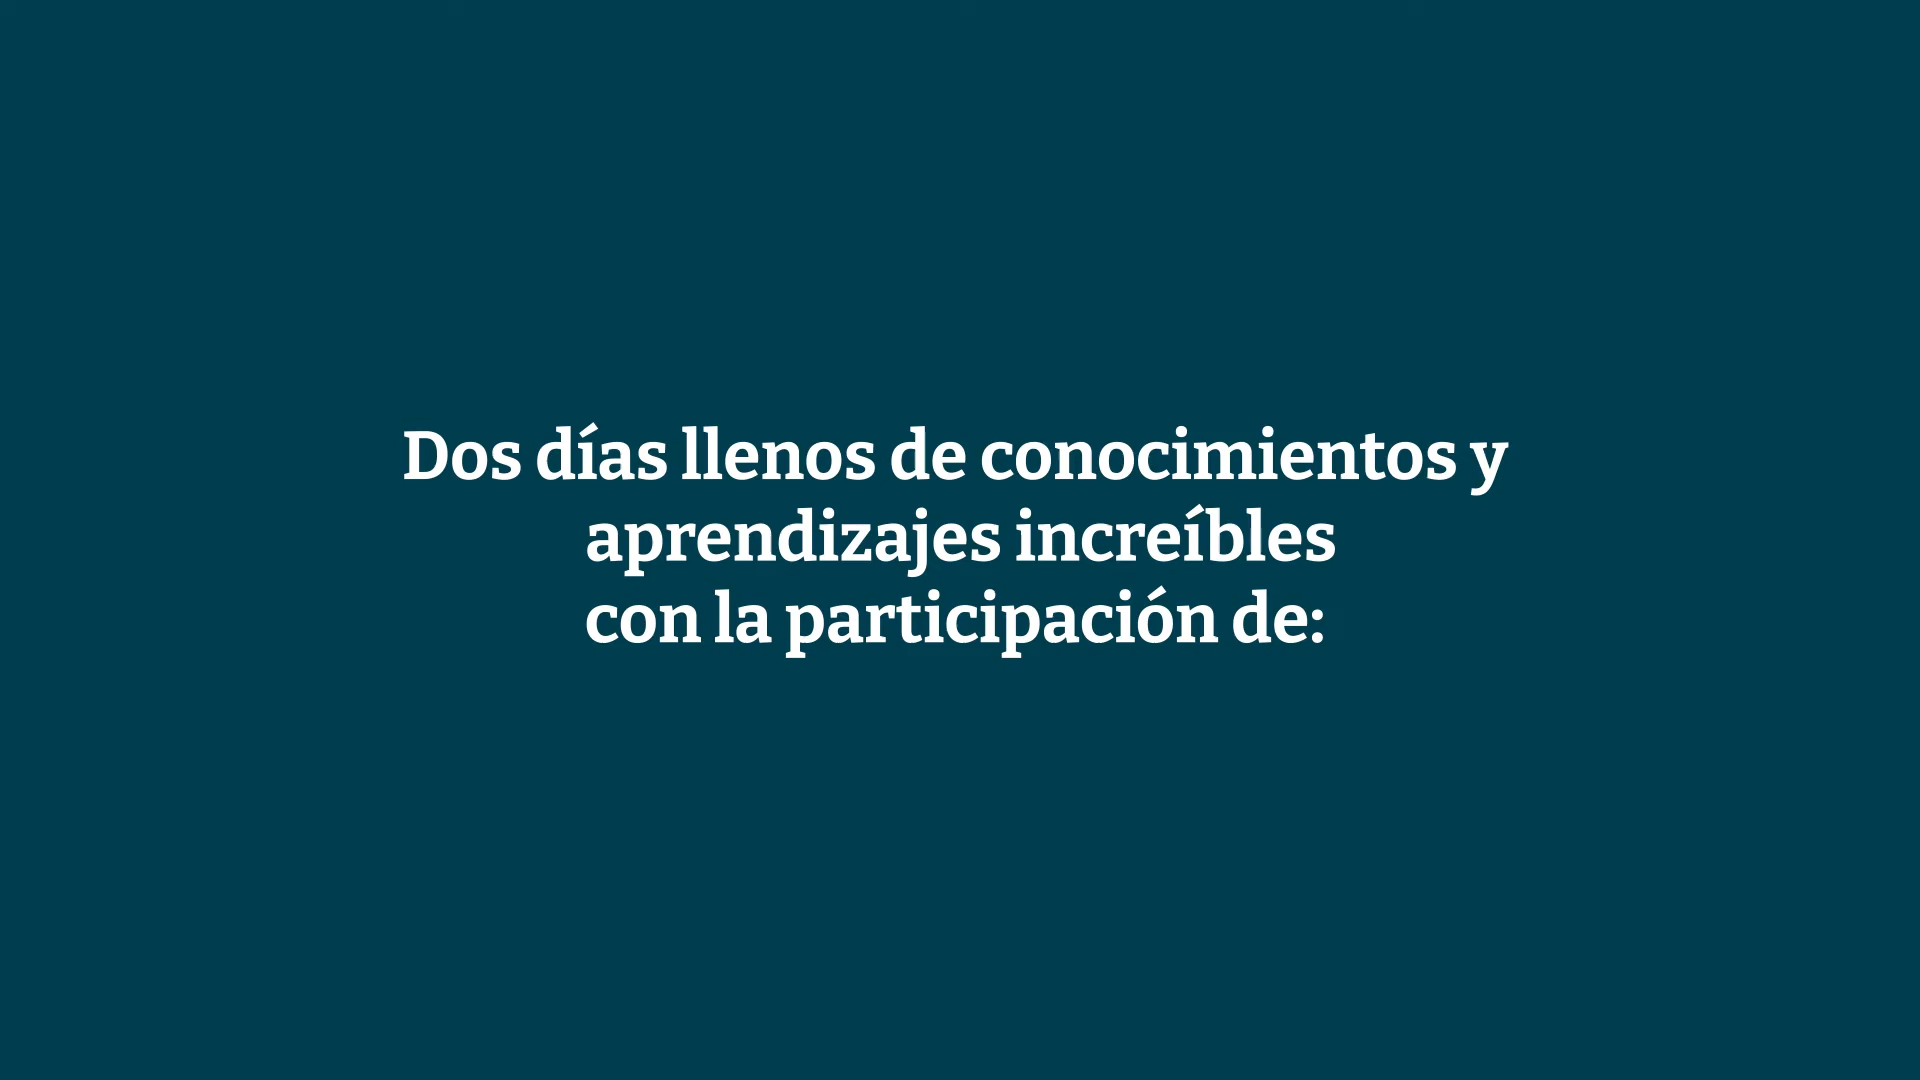 Dos días llenos de conocimientos y
aprendizajes increíbles
con la participación de: